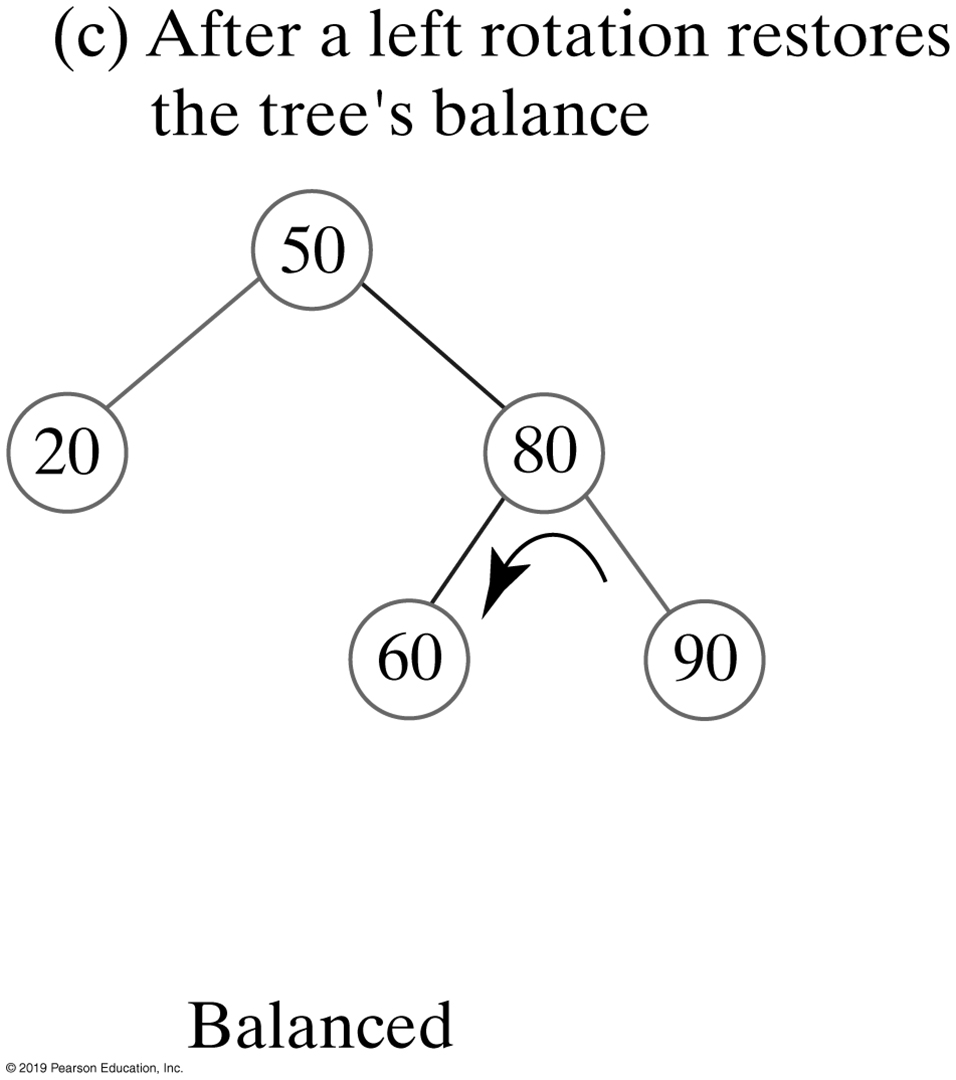 (c) After a left rotation restores
the tree's balance
50
20
80
60
90
Balanced
© 2019 Pearson Education, Inc.